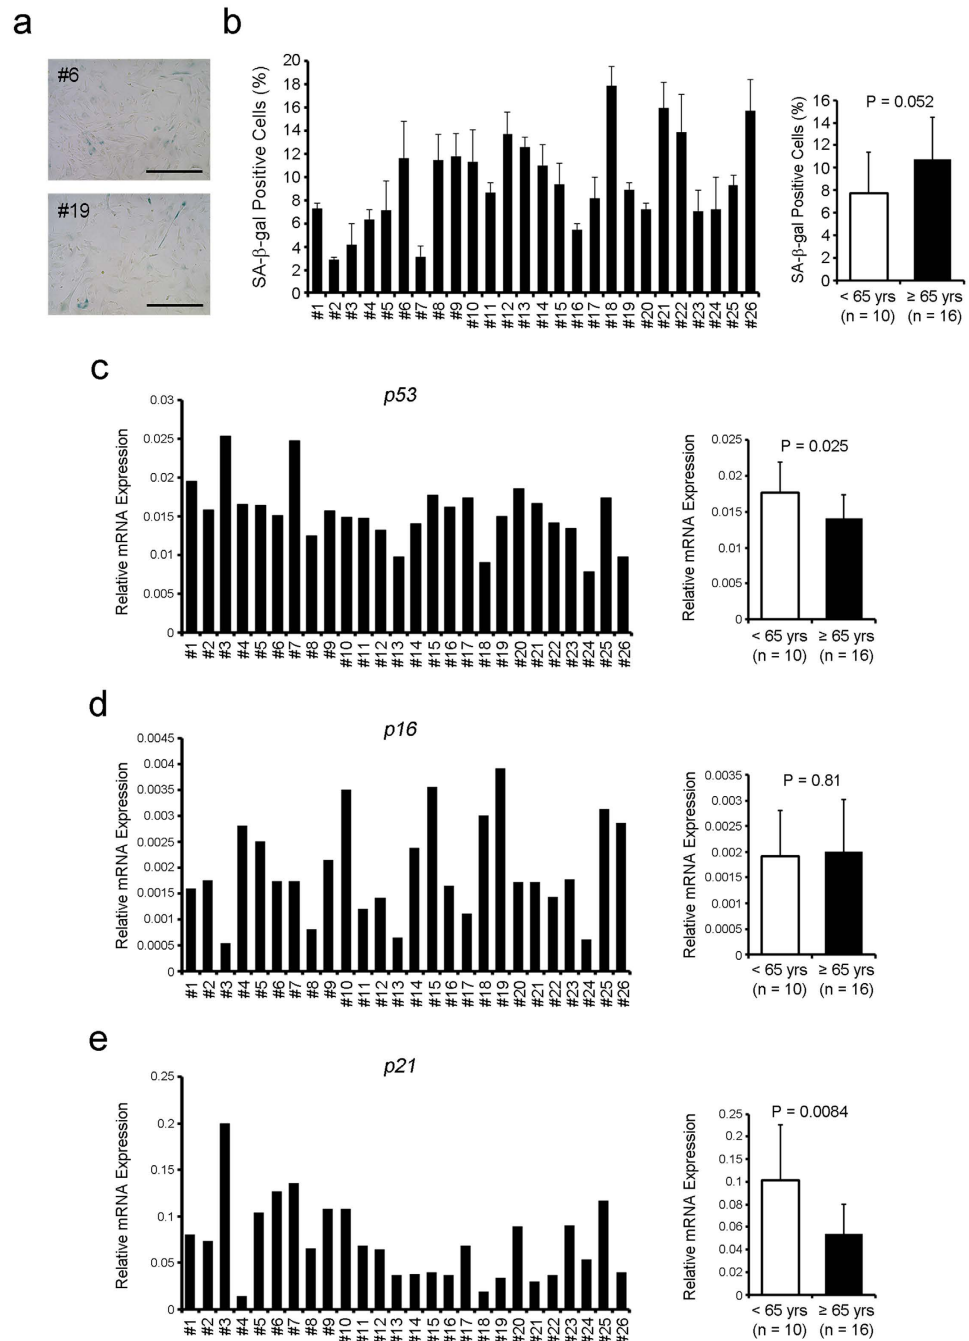 a
#6
#19
b
SA-β-gal Positive Cells (%)
20
18
16
14
12
10
8
6
4
2
0
#1 #2 #3 #4 #5 #6 #7 #8 #9 #10 #11 #12 #13 #14 #15 #16 #17 #18 #19 #20 #21 #22 #23 #24 #25 #26
SA-β-gal Positive Cells (%)
P = 0.052
16
14
12
10
8
6
4
2
0
< 65 yrs ≥ 65 yrs
(n = 10) (n = 16)
c
p53
Relative mRNA Expression
0.03
0.025
0.02
0.015
0.01
0.005
0
#1 #2 #3 #4 #5 #6 #7 #8 #9 #10 #11 #12 #13 #14 #15 #16 #17 #18 #19 #20 #21 #22 #23 #24 #25 #26
Relative mRNA Expression
P = 0.025
0.025
0.02
0.015
0.01
0.005
0
< 65 yrs ≥ 65 yrs
(n = 10) (n = 16)
d
p16
Relative mRNA Expression
0.0045
0.004
0.0035
0.003
0.0025
0.002
0.0015
0.001
0.0005
0
#1 #2 #3 #4 #5 #6 #7 #8 #9 #10 #11 #12 #13 #14 #15 #16 #17 #18 #19 #20 #21 #22 #23 #24 #25 #26
Relative mRNA Expression
P = 0.81
0.0035
0.003
0.0025
0.002
0.0015
0.001
0.0005
0
< 65 yrs ≥ 65 yrs
(n = 10) (n = 16)
e
p21
Relative mRNA Expression
0.25
0.2
0.15
0.1
0.05
0
#1 #2 #3 #4 #5 #6 #7 #8 #9 #10 #11 #12 #13 #14 #15 #16 #17 #18 #19 #20 #21 #22 #23 #24 #25 #26
Relative mRNA Expression
P = 0.0084
0.25
0.2
0.15
0.1
0.08
0.06
0.04
0.02
0
< 65 yrs ≥ 65 yrs
(n = 10) (n = 16)